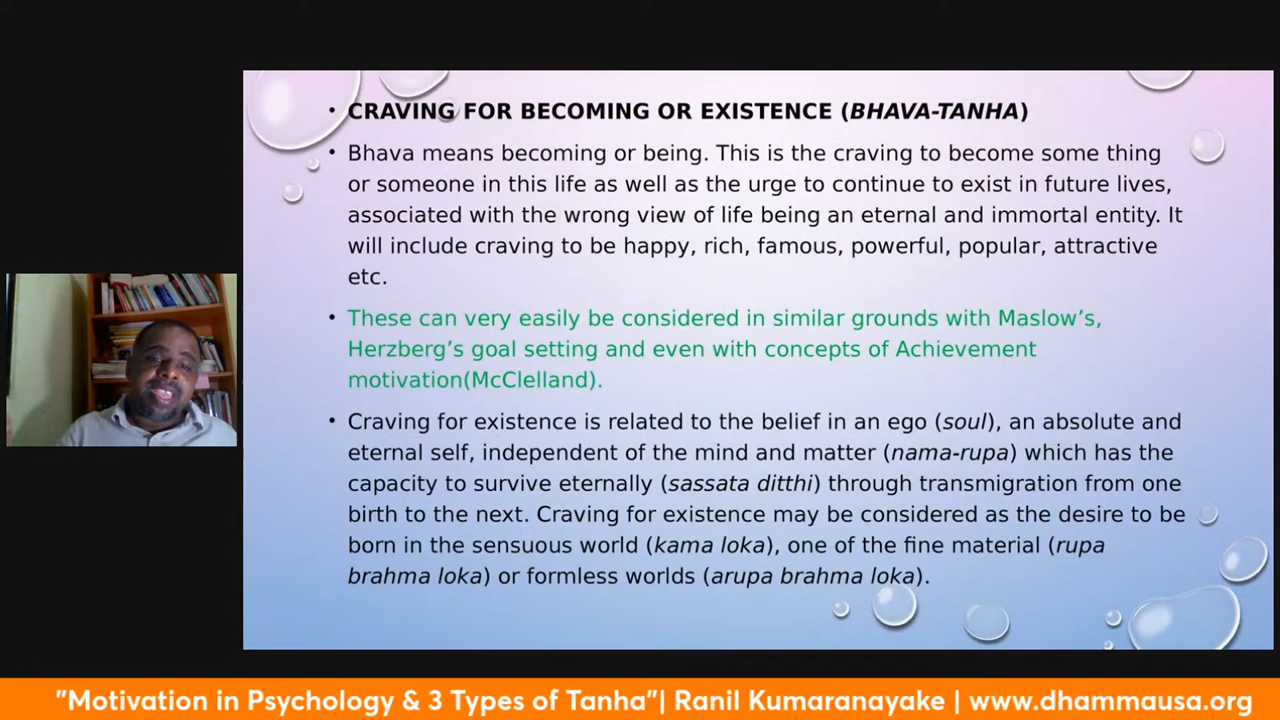 • CRAVING FOR BECOMING OR EXISTENCE (BHAVA-TANHA)
• Bhava means becoming or being. This is the craving to become some thing
or someone in this life as well as the urge to continue to exist in future lives,
associated with the wrong view of life being an eternal and immortal entity. It
will include craving to be happy, rich, famous, powerful, popular, attractive
etc.
• These can very easily be considered in similar grounds with Maslow’s,
Herzberg’s goal setting and even with concepts of Achievement
motivation(McClelland).
• Craving for existence is related to the belief in an ego (soul), an absolute and
eternal self, independent of the mind and matter (nama-rupa) which has the
capacity to survive eternally (sassata ditthi) through transmigration from one
birth to the next. Craving for existence may be considered as the desire to be
born in the sensuous world (kama loka), one of the fine material (rupa
brahma loka) or formless worlds (arupa brahma loka).
"Motivation in Psychology & 3 Types of Tanha"| Ranil Kumaranayake | www.dhammausa.org